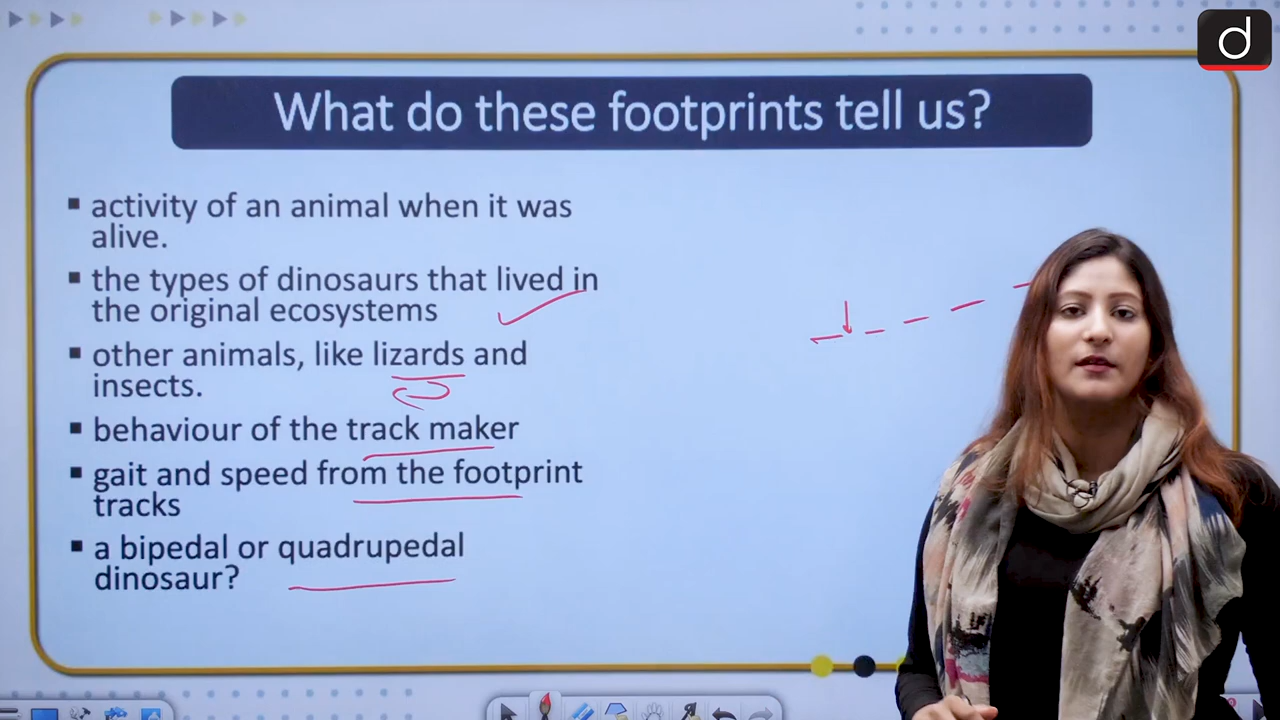 d
What do these footprints tell us?
▪ activity of an animal when it was
alive.
▪ the types of dinosaurs that lived in
the original ecosystems
▪ other animals, like lizards and
insects.
▪ behaviour of the track maker
▪ gait and speed from the footprint
tracks
▪ a bipedal or quadrupedal
dinosaur?